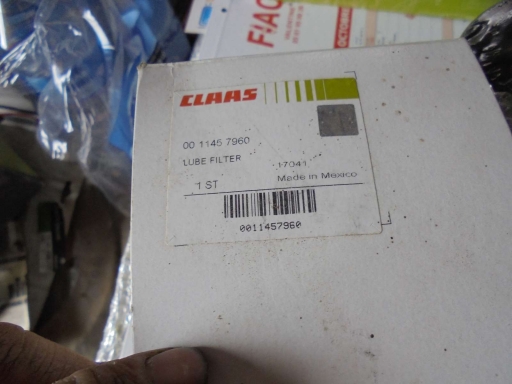 CLAAS
00 1145 7960
LUBE FILTER
17041
1 ST
Made in Mexico
0011457960